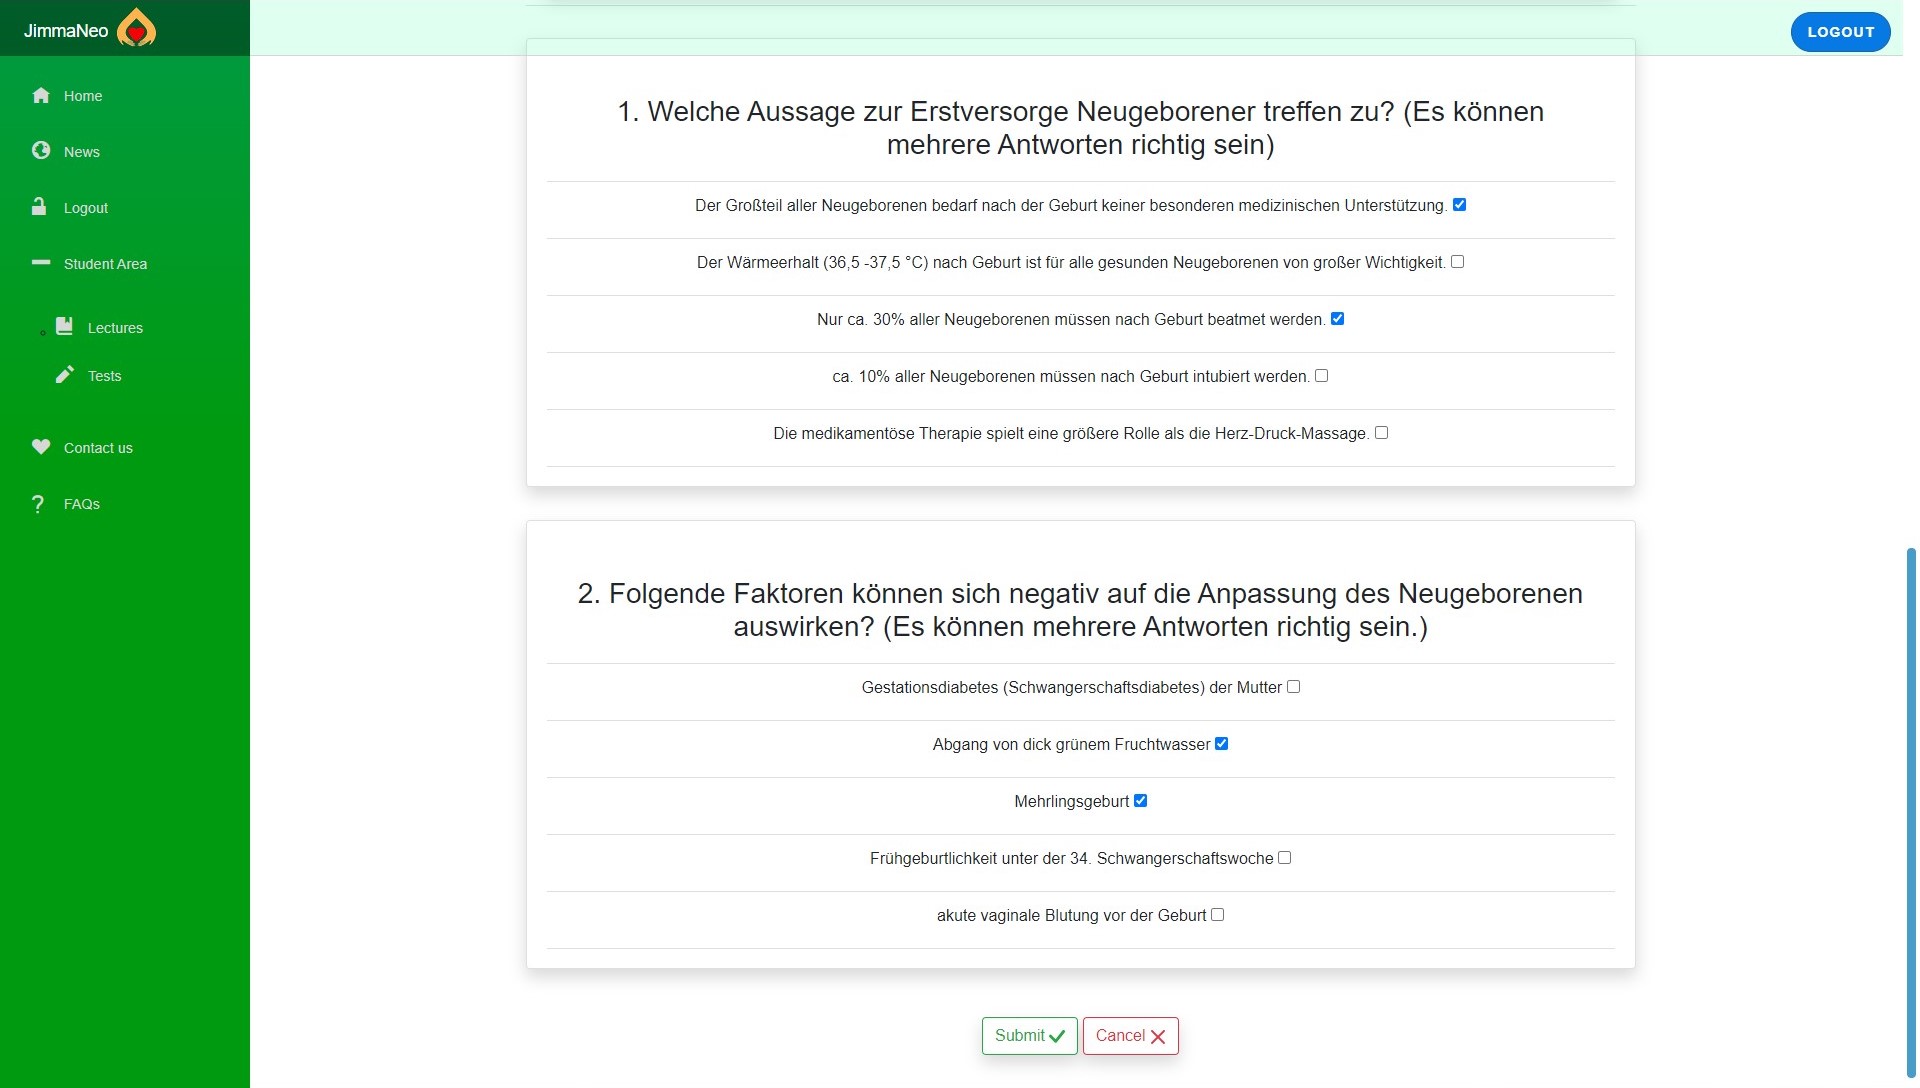 JimmaNeo
LOGOUT
Home
News
Logout
Student Area
Lectures
Tests
Contact us
FAQs
1. Welche Aussage zur Erstversorge Neugeborener treffen zu? (Es können
mehrere Antworten richtig sein)
Der Großteil aller Neugeborenen bedarf nach der Geburt keiner besonderen medizinischen Unterstützung.
Der Wärmeerhalt (36,5 -37,5 °C) nach Geburt ist für alle gesunden Neugeborenen von großer Wichtigkeit.
Nur ca. 30% aller Neugeborenen müssen nach Geburt beatmet werden.
ca. 10% aller Neugeborenen müssen nach Geburt intubiert werden.
Die medikamentöse Therapie spielt eine größere Rolle als die Herz-Druck-Massage.
2. Folgende Faktoren können sich negativ auf die Anpassung des Neugeborenen
auswirken? (Es können mehrere Antworten richtig sein.)
Gestationsdiabetes (Schwangerschaftsdiabetes) der Mutter
Abgang von dick grünem Fruchtwasser
Mehrlingsgeburt
Frühgeburtlichkeit unter der 34. Schwangerschaftswoche
akute vaginale Blutung vor der Geburt
Submit
Cancel